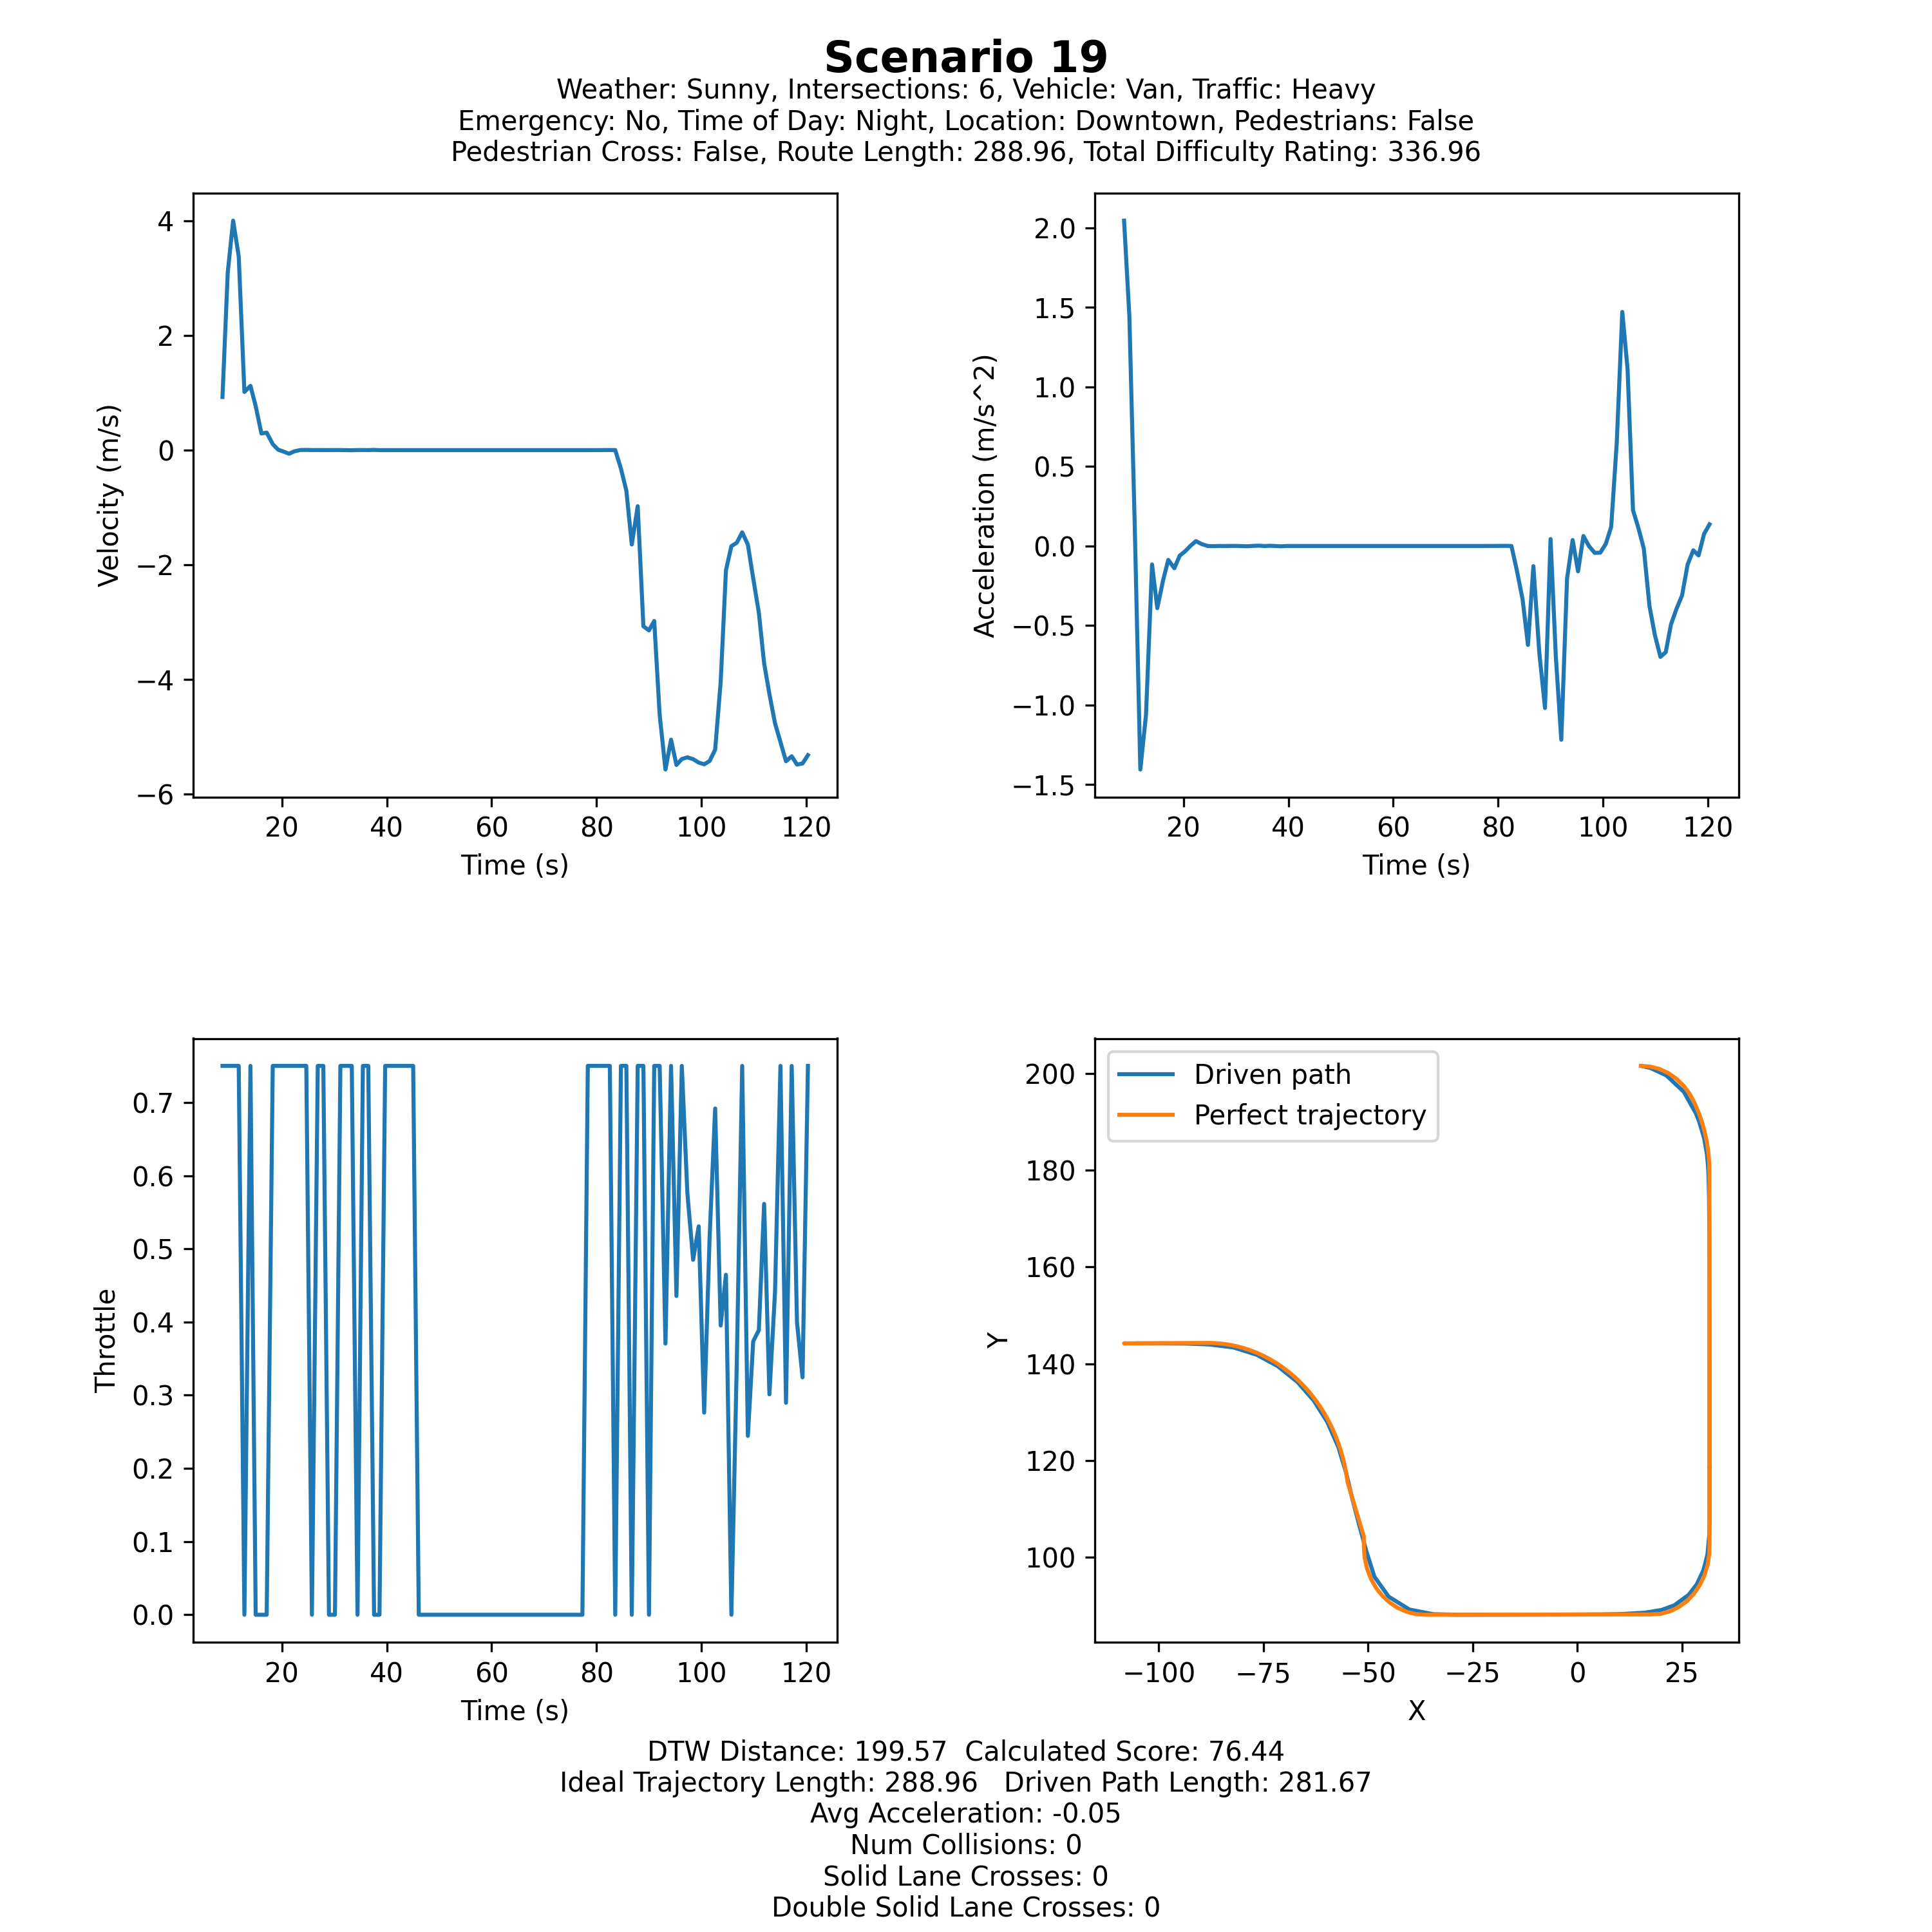 Scenario 19
Weather: Sunny, Intersections: 6, Vehicle: Van, Traffic: Heavy
Emergency: No, Time of Day: Night, Location: Downtown, Pedestrians: False
Pedestrian Cross: False, Route Length: 288.96, Total Difficulty Rating: 336.96
Velocity (m/s)
4
2
0
−2
−4
−6
20 40 60 80 100 120
Time (s)
Acceleration (m/s^2)
2.0
1.5
1.0
0.5
0.0
−0.5
−1.0
−1.5
20 40 60 80 100 120
Time (s)
Throttle
0.7
0.6
0.5
0.4
0.3
0.2
0.1
0.0
20 40 60 80 100 120
Time (s)
Driven path
Perfect trajectory
Y
200
180
160
140
120
100
−100 −75 −50 −25 0 25
X
DTW Distance: 199.57 Calculated Score: 76.44
Ideal Trajectory Length: 288.96 Driven Path Length: 281.67
Avg Acceleration: -0.05
Num Collisions: 0
Solid Lane Crosses: 0
Double Solid Lane Crosses: 0